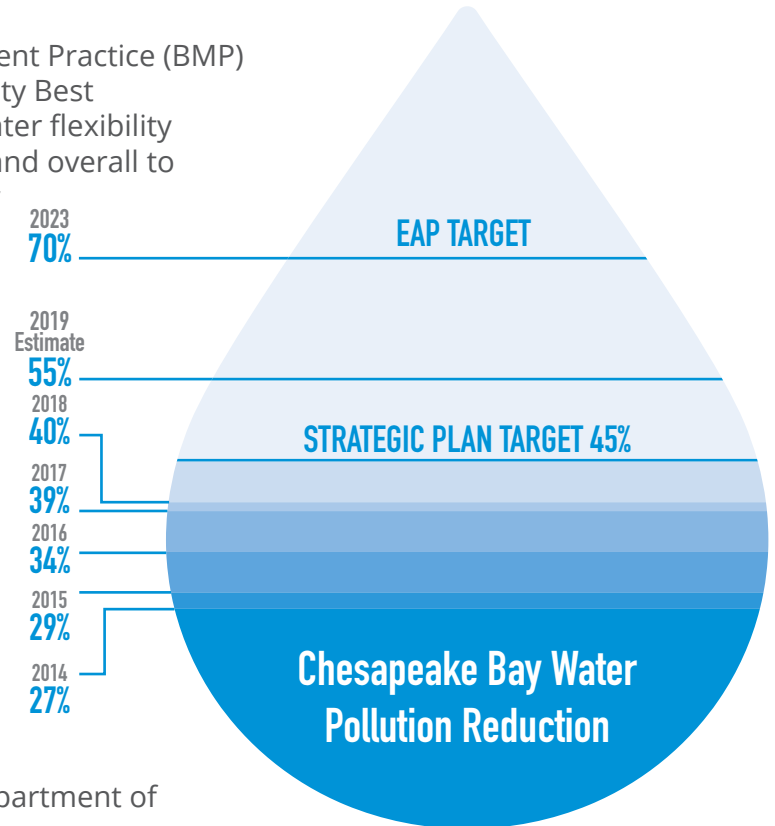 ent Practice (BMP)
ty Best
ter flexibility
and overall to
2023
70%
EAP TARGET
2019
Estimate
55%
2018
40%
STRATEGIC PLAN TARGET 45%
2017
39%
2016
34%
2015
29%
2014
27%
Chesapeake Bay Water
Pollution Reduction
partment of